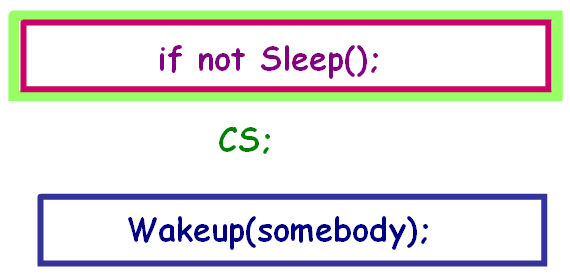 if not Sleep();
CS;
Wakeup(somebody);